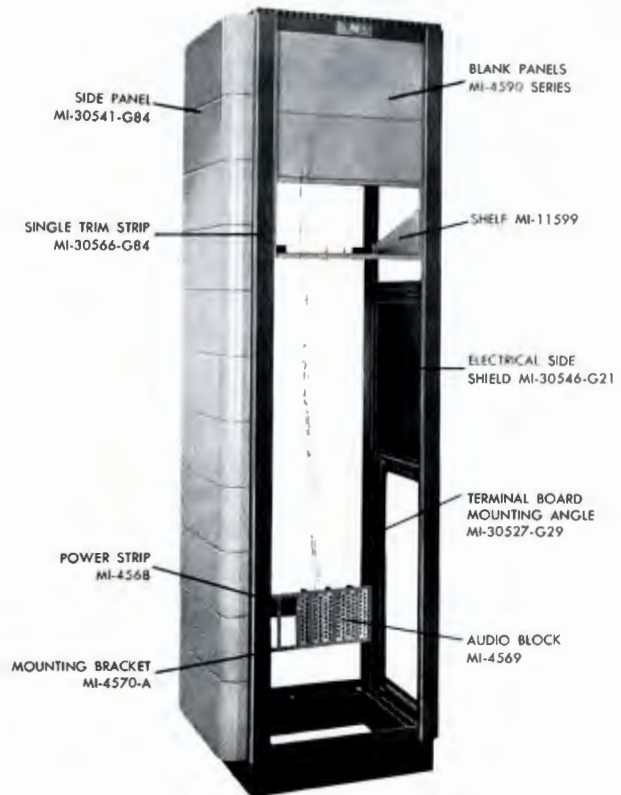 SIDE PANEL
MI-30541-G84
SINGLE TRIM STRIP
MI-30566-G84
POWER STRIP
MI-4568
MOUNTING BRACKET
MI-4570-A
BLANK PANELS
MI-4590 SERIES
SHELF MI-11599
ELECTRICAL SIDE
SHIELD MI-30546-G21
TERMINAL BOARD
MOUNTING ANGLE
MI-30527-G29
AUDIO BLOCK
MI-4569